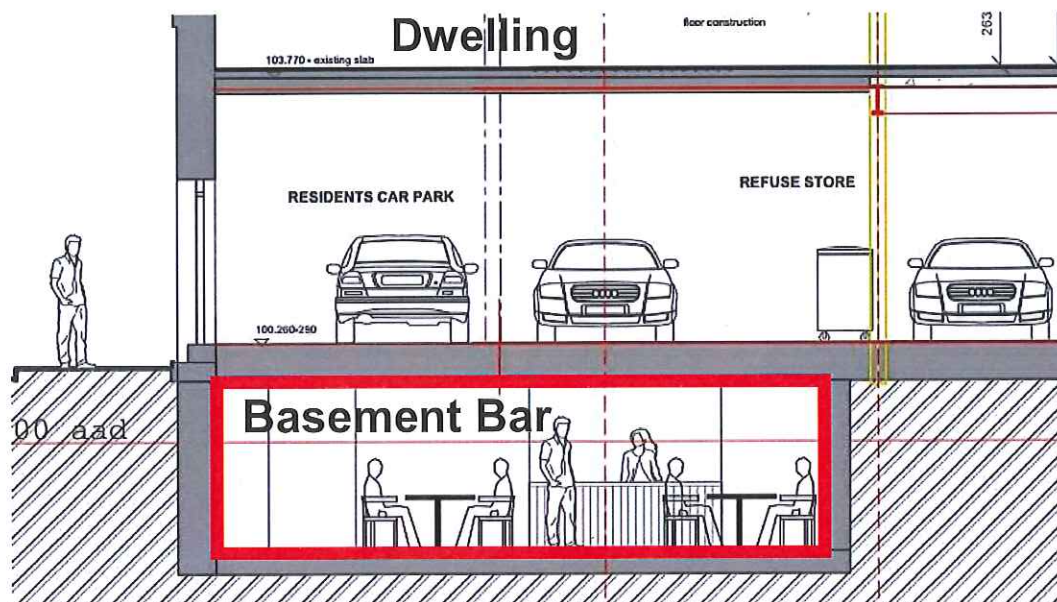 Dwelling
floor construction
263
103.770 - existing slab
RESIDENTS CAR PARK
REFUSE STORE
100.260-280
Basement Bar
00 aad